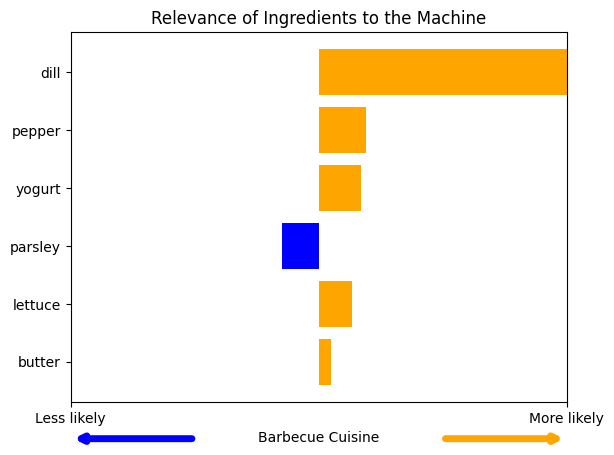 Relevance of Ingredients to the Machine
dill
pepper
yogurt
parsley
lettuce
butter
Less likely
More likely
Barbecue Cuisine